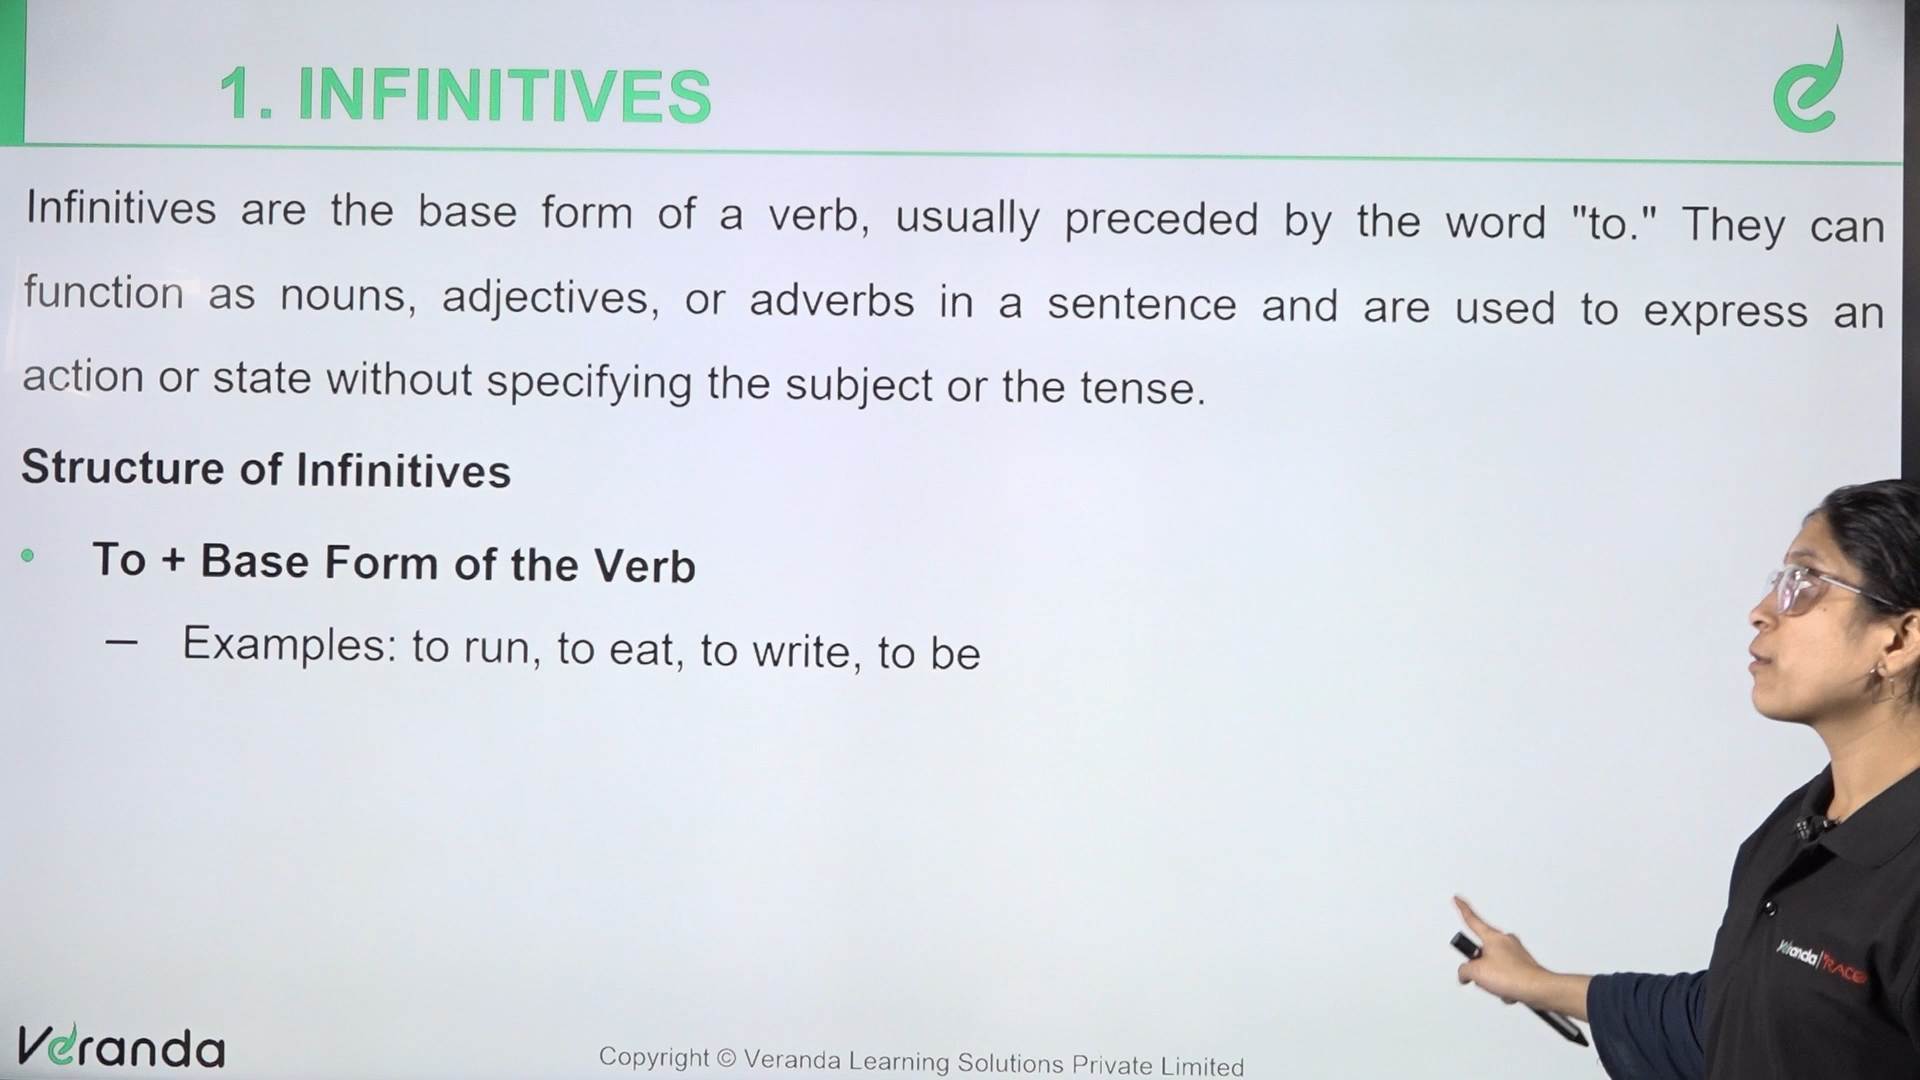 1. INFINITIVES
Infinitives are the base form of a verb, usually preceded by the word "to." They can
function as nouns, adjectives, or adverbs in a sentence and are used to express an
action or state without specifying the subject or the tense.
Structure of Infinitives
• To + Base Form of the Verb
– Examples: to run, to eat, to write, to be
Veranda|RACE
Veranda
Copyright © Veranda Learning Solutions Private Limited